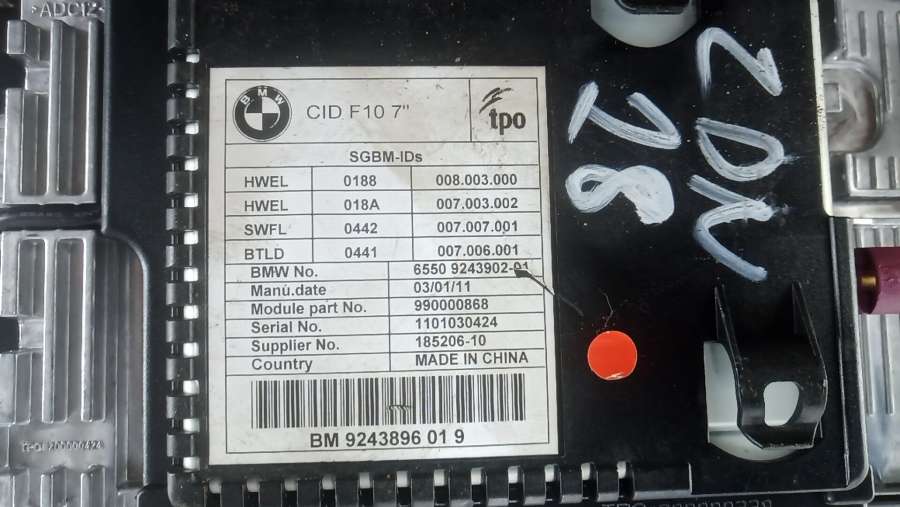 ADC12
BMW
CID F10 7"
tpo
SGBM-IDs
HWEL 0188 008.003.000
HWEL 018A 007.003.002
SWFL 0442 007.007.001
BTLD 0441 007.006.001
BMW No. 6550 9243902-01
Manu.date 03/01/11
Module part No. 990000868
Serial No. 1101030424
Supplier No. 185206-10
Country MADE IN CHINA
BM 9243896 01 9
28